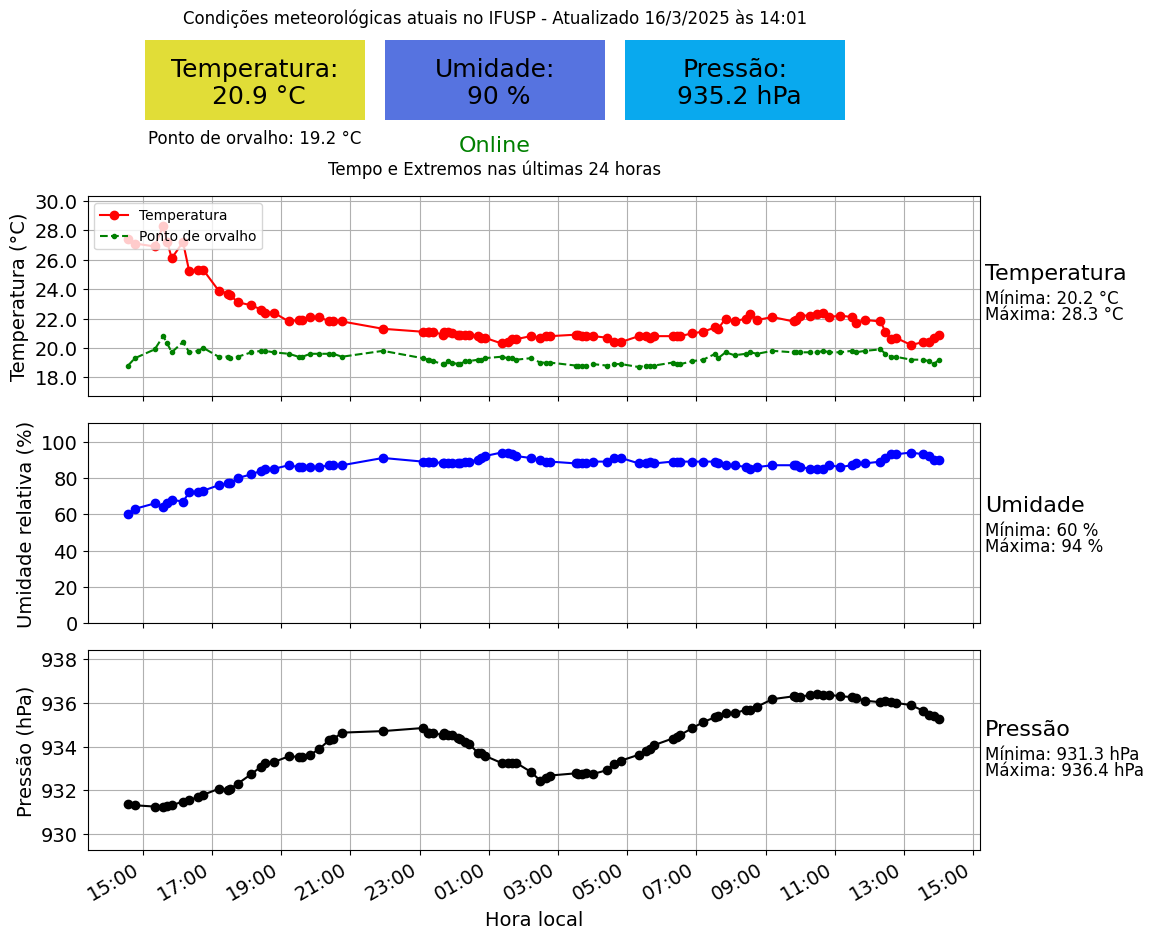 Condições meteorológicas atuais no IFUSP - Atualizado 16/3/2025 às 14:01
Temperatura:
20.9 °C
Umidade:
90 %
Pressão:
935.2 hPa
Ponto de orvalho: 19.2 °C
Online
Tempo e Extremos nas últimas 24 horas
Temperatura (°C)
30.0
28.0
26.0
24.0
22.0
20.0
18.0
Temperatura
Ponto de orvalho
Temperatura
Mínima: 20.2 °C
Máxima: 28.3 °C
Umidade relativa (%)
100
80
60
40
20
0
Umidade
Mínima: 60 %
Máxima: 94 %
Pressão (hPa)
938
936
934
932
930
Pressão
Mínima: 931.3 hPa
Máxima: 936.4 hPa
15:00 17:00 19:00 21:00 23:00 01:00 03:00 05:00 07:00 09:00 11:00 13:00 15:00
Hora local